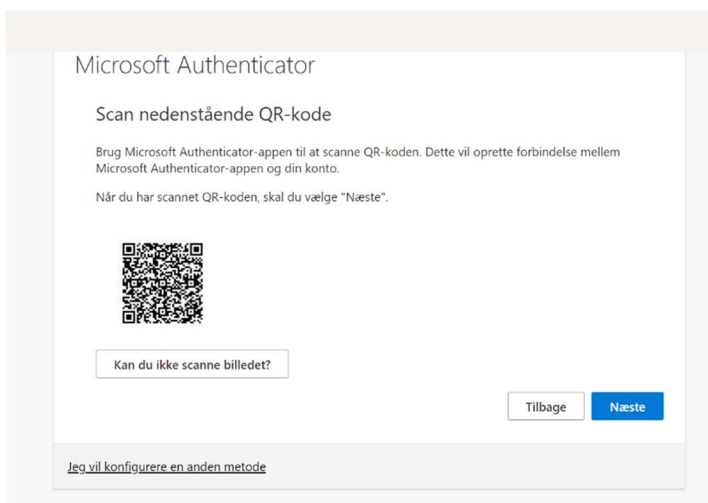 Microsoft Authenticator
Scan nedenstående QR-kode
Brug Microsoft Authenticator-appen til at scanne QR-koden. Dette vil oprette forbindelse mellem
Microsoft Authenticator-appen og din konto.
Når du har scannet QR-koden, skal du vælge "Næste".
Kan du ikke scanne billedet?
Tilbage
Næste
Jeg vil konfigurere en anden metode